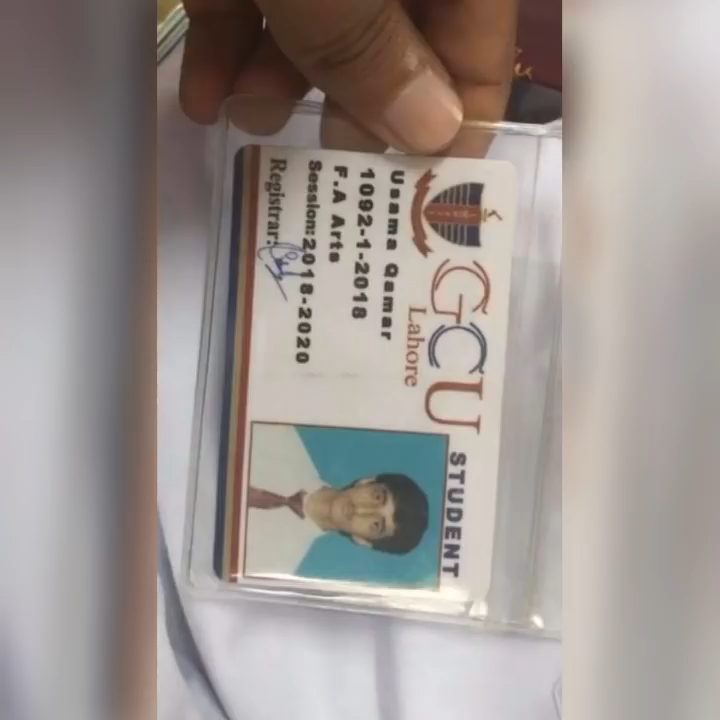 GCU
Lahore
STUDENT
Usama Qamar
1092-1-2018
F.A Arts
Session:2018-2020
Registrar: